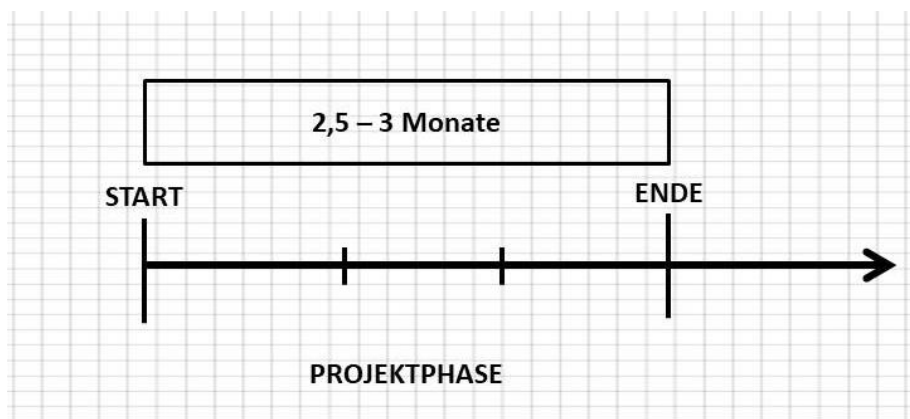 2,5 – 3 Monate
START
ENDE
PROJEKTPHASE